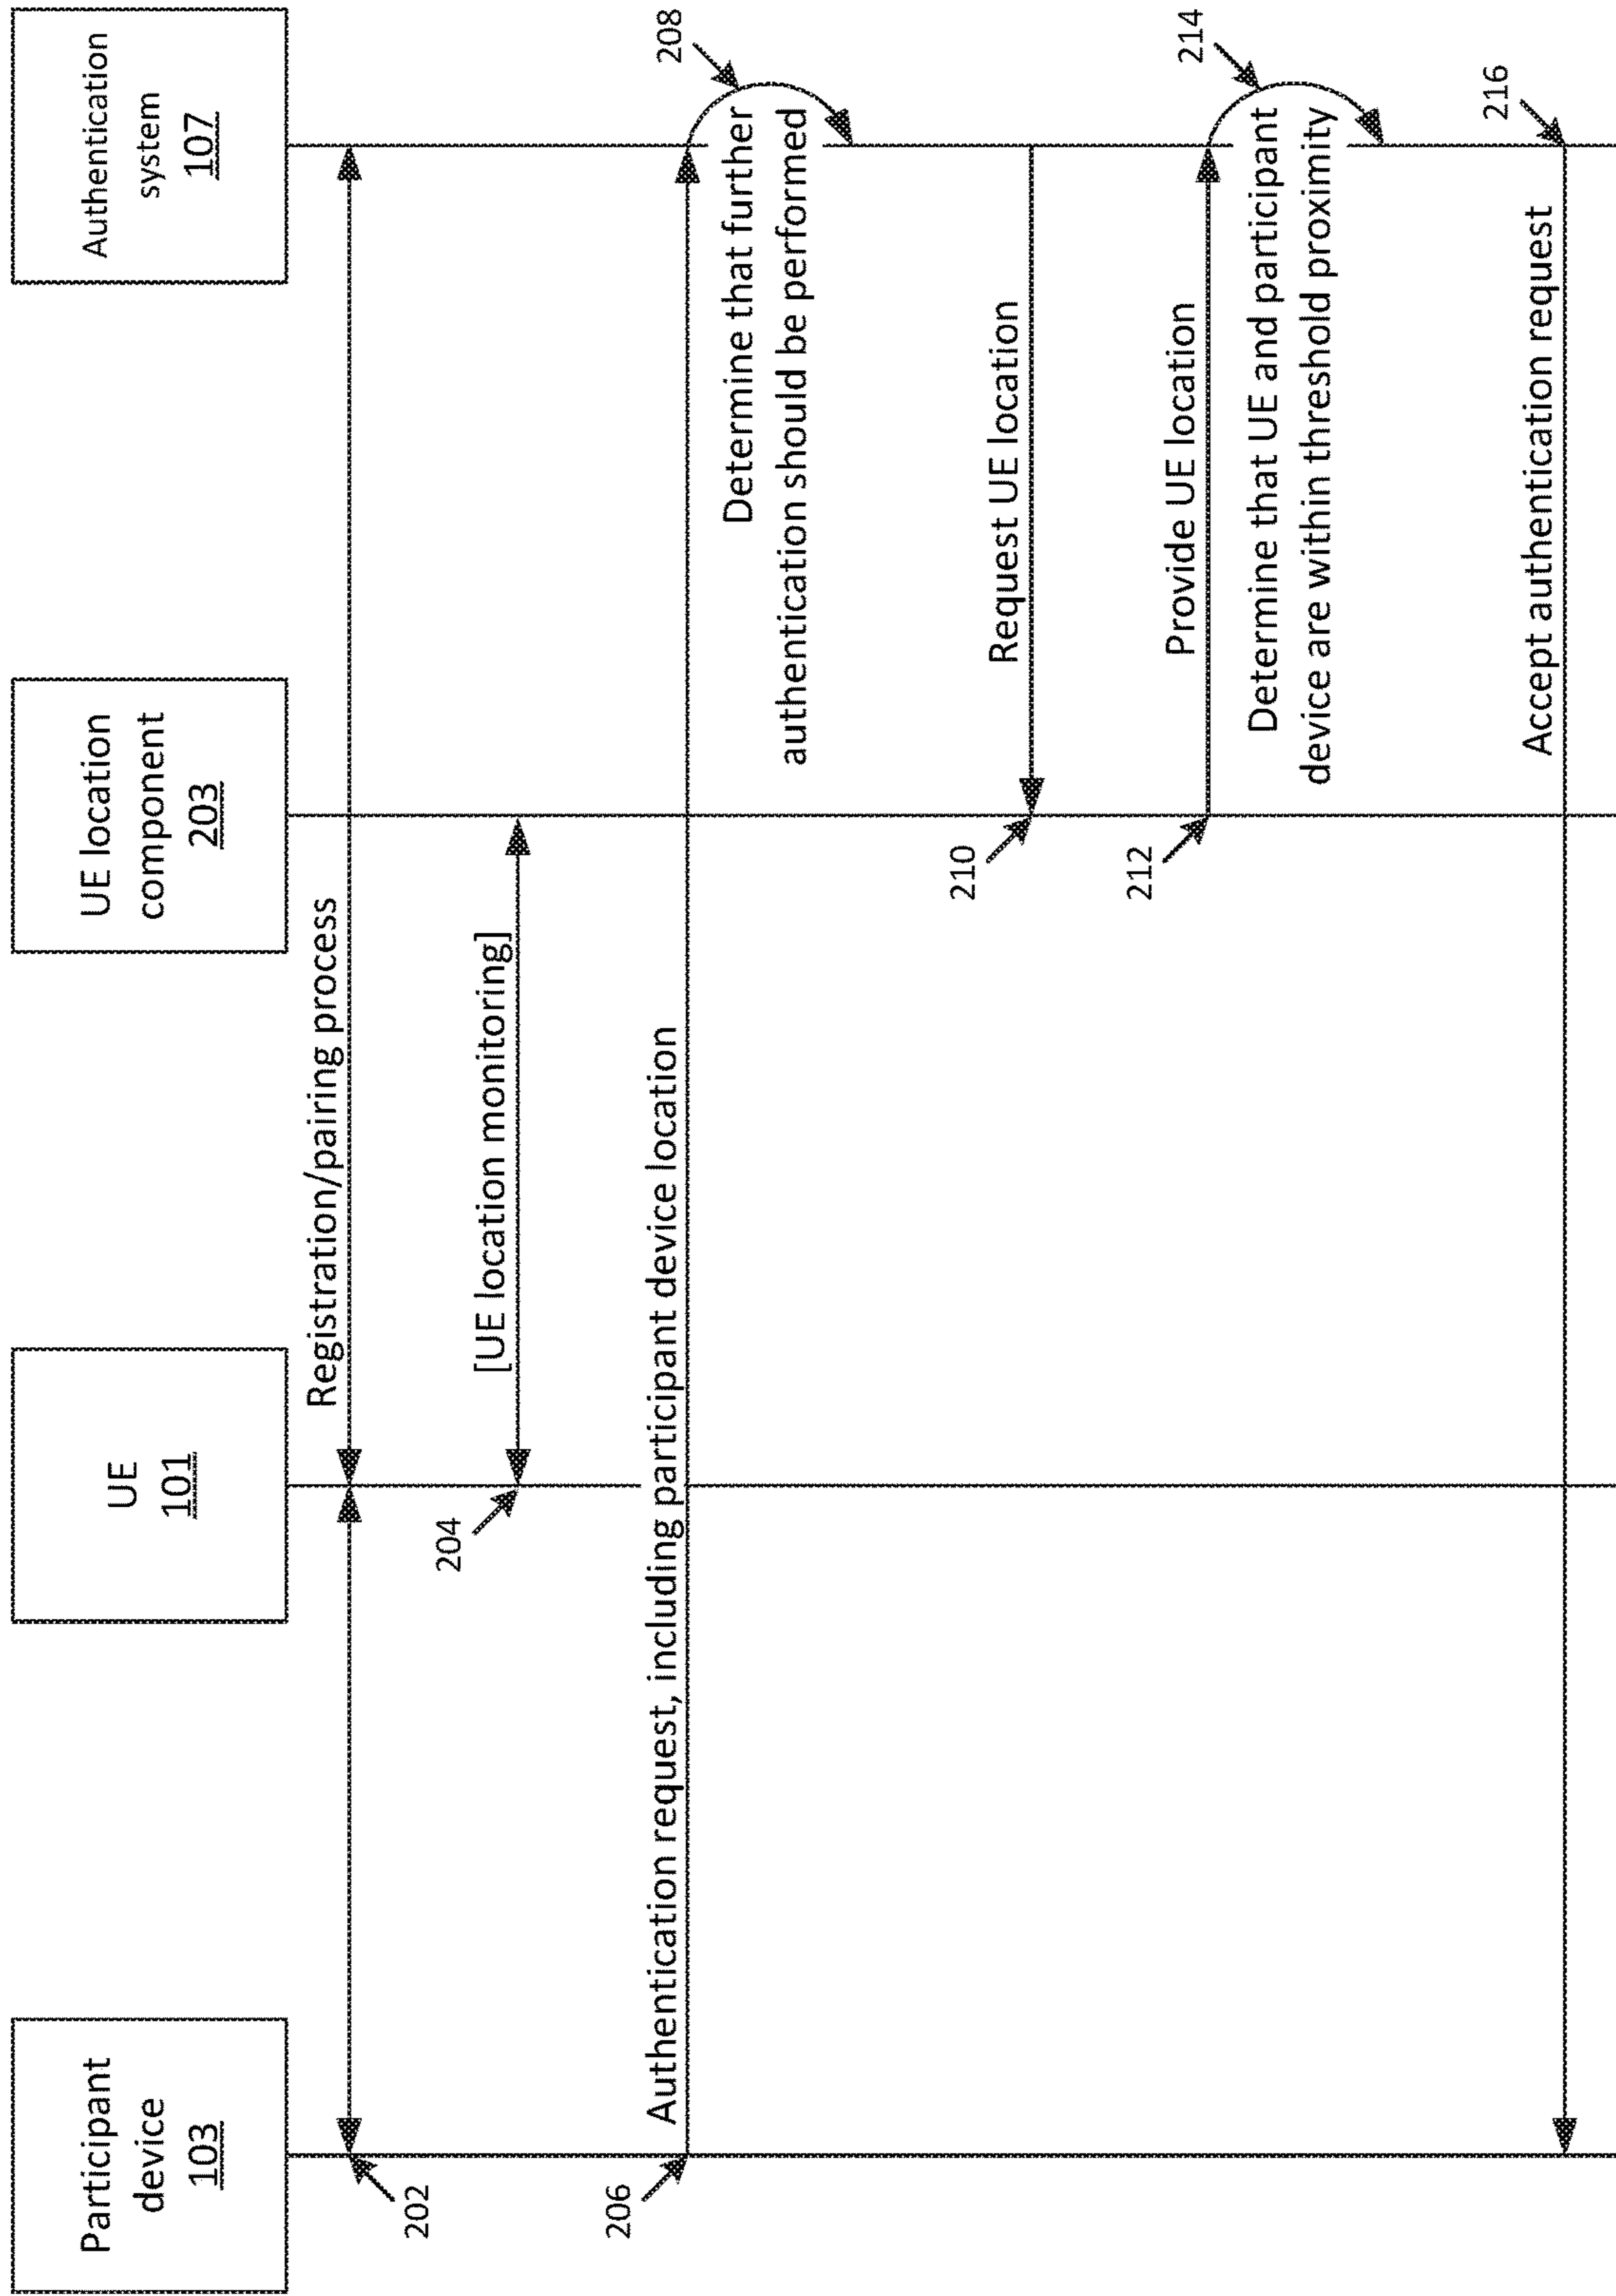 Participant
device
103
UE
101
UE location
component
203
Authentication
system
107
202
Registration/pairing process
204
[UE location monitoring]
206
Authentication request, including participant device location
208
Determine that further
authentication should be performed
210
Request UE location
212
Provide UE location
214
Determine that UE and participant
device are within threshold proximity
216
Accept authentication request